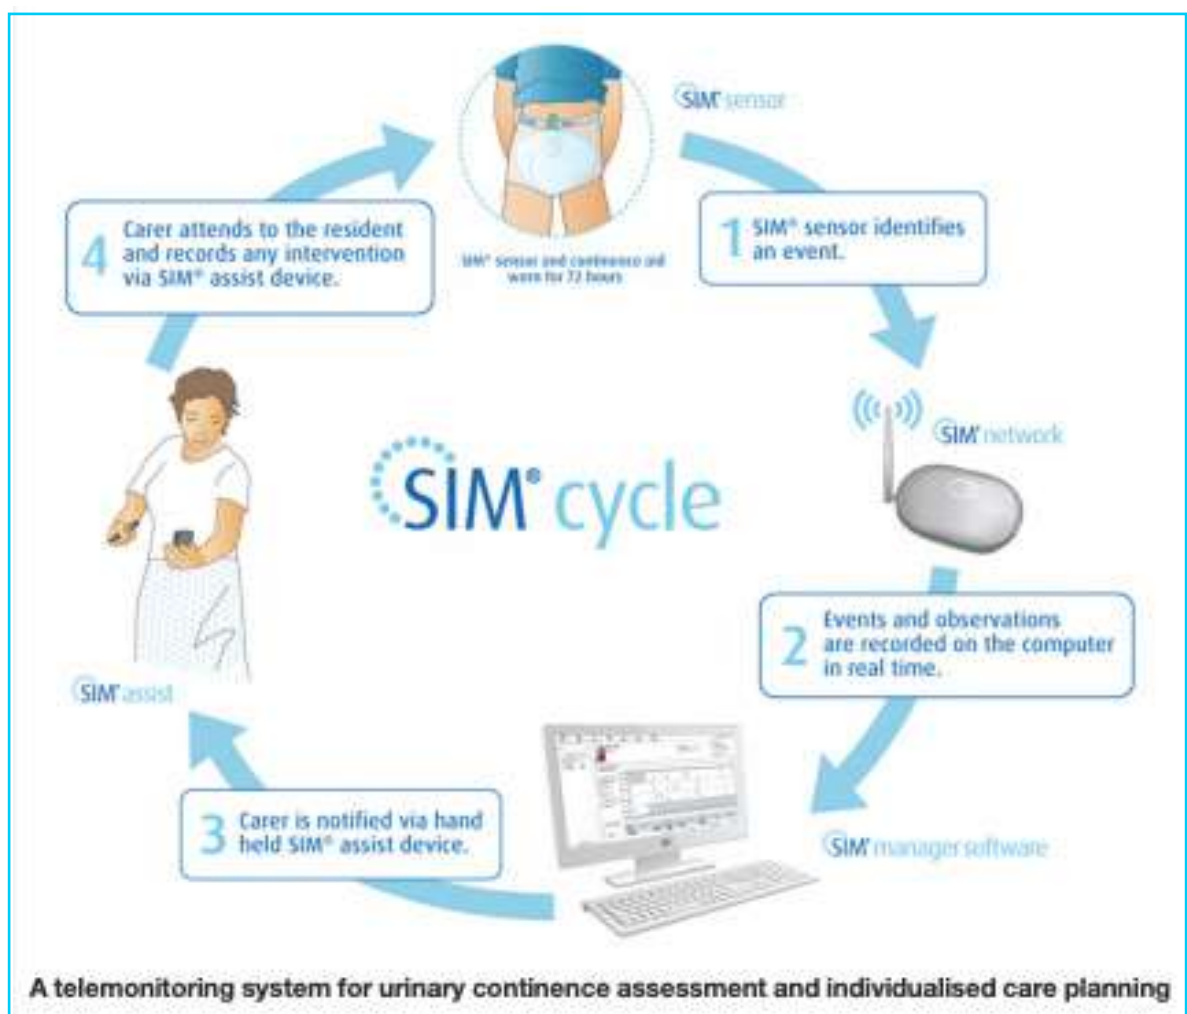 SIM® sensor
SIM® sensor and continence aid
worn for 72 hours
1 SIM® sensor identifies
an event.
SIM® network
2 Events and observations
are recorded on the computer
in real time.
SIM® manager software
3 Carer is notified via hand
held SIM® assist device.
SIM® assist
4 Carer attends to the resident
and records any intervention
via SIM® assist device.
SIM® cycle
A telemonitoring system for urinary continence assessment and individualised care planning